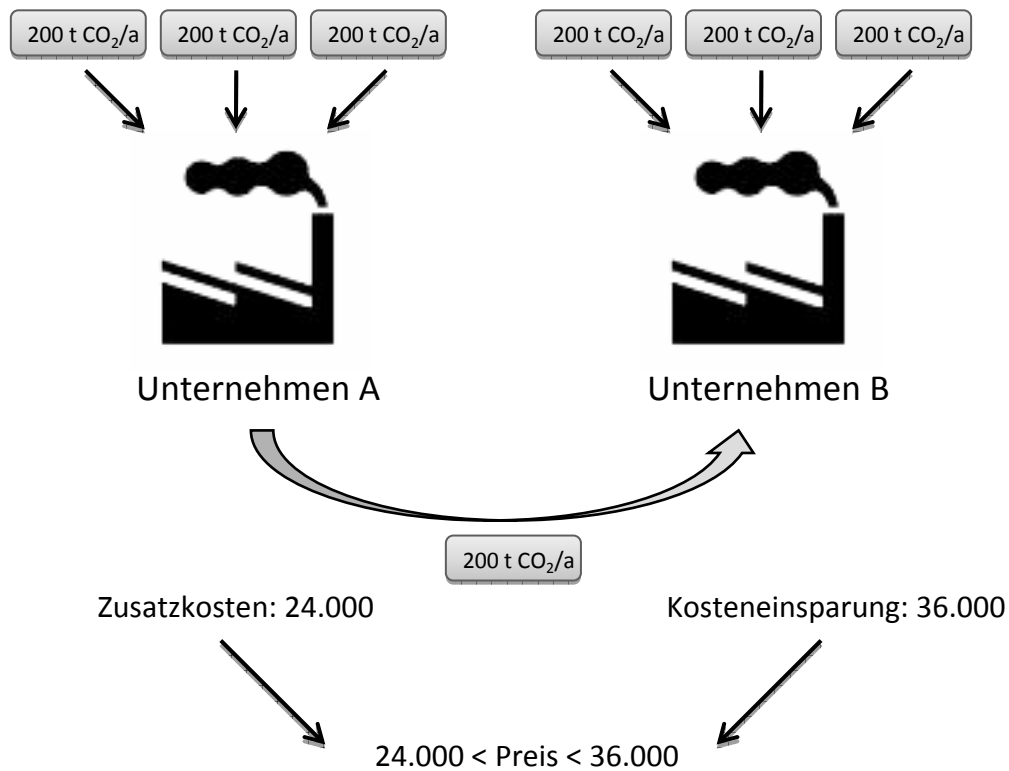 200 t CO₂/a 200 t CO₂/a 200 t CO₂/a 200 t CO₂/a 200 t CO₂/a 200 t CO₂/a
Unternehmen A Unternehmen B
200 t CO₂/a
Zusatzkosten: 24.000 Kosteneinsparung: 36.000
24.000 < Preis < 36.000